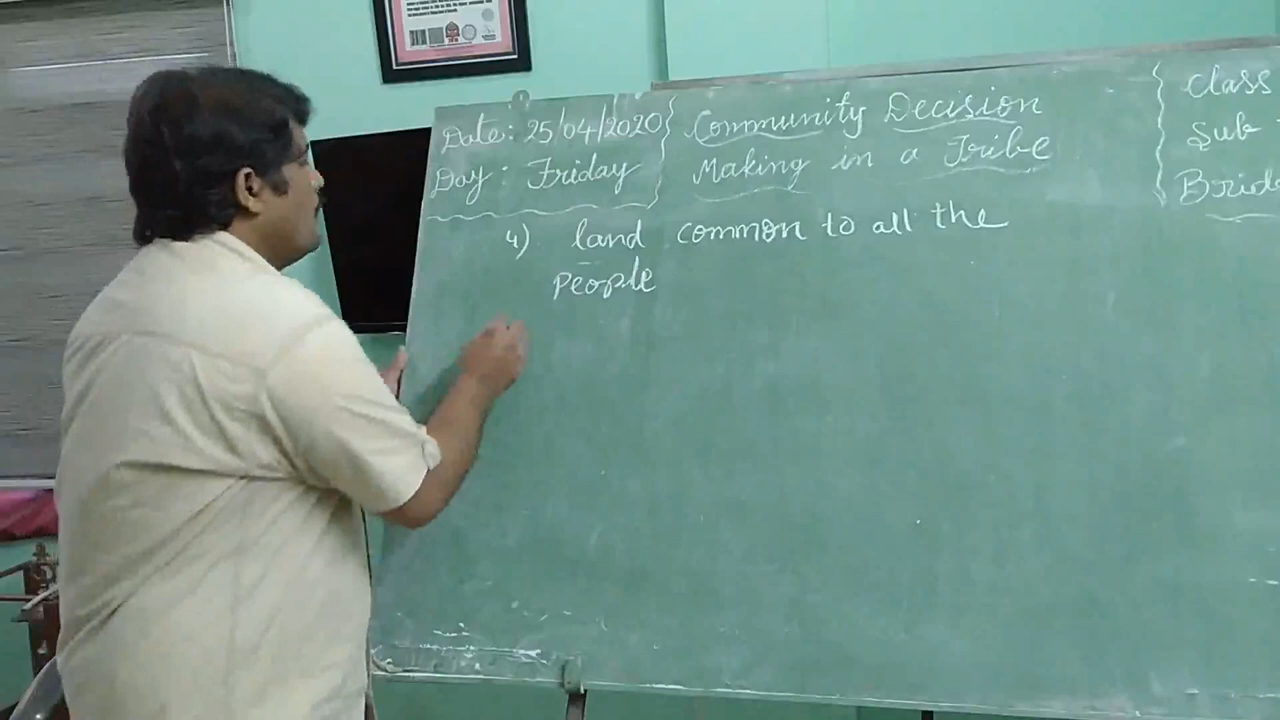 Date: 25/04/2020
Day: Friday
Community Decision
Making in a Tribe
Class
Sub
4) land common to all the
people